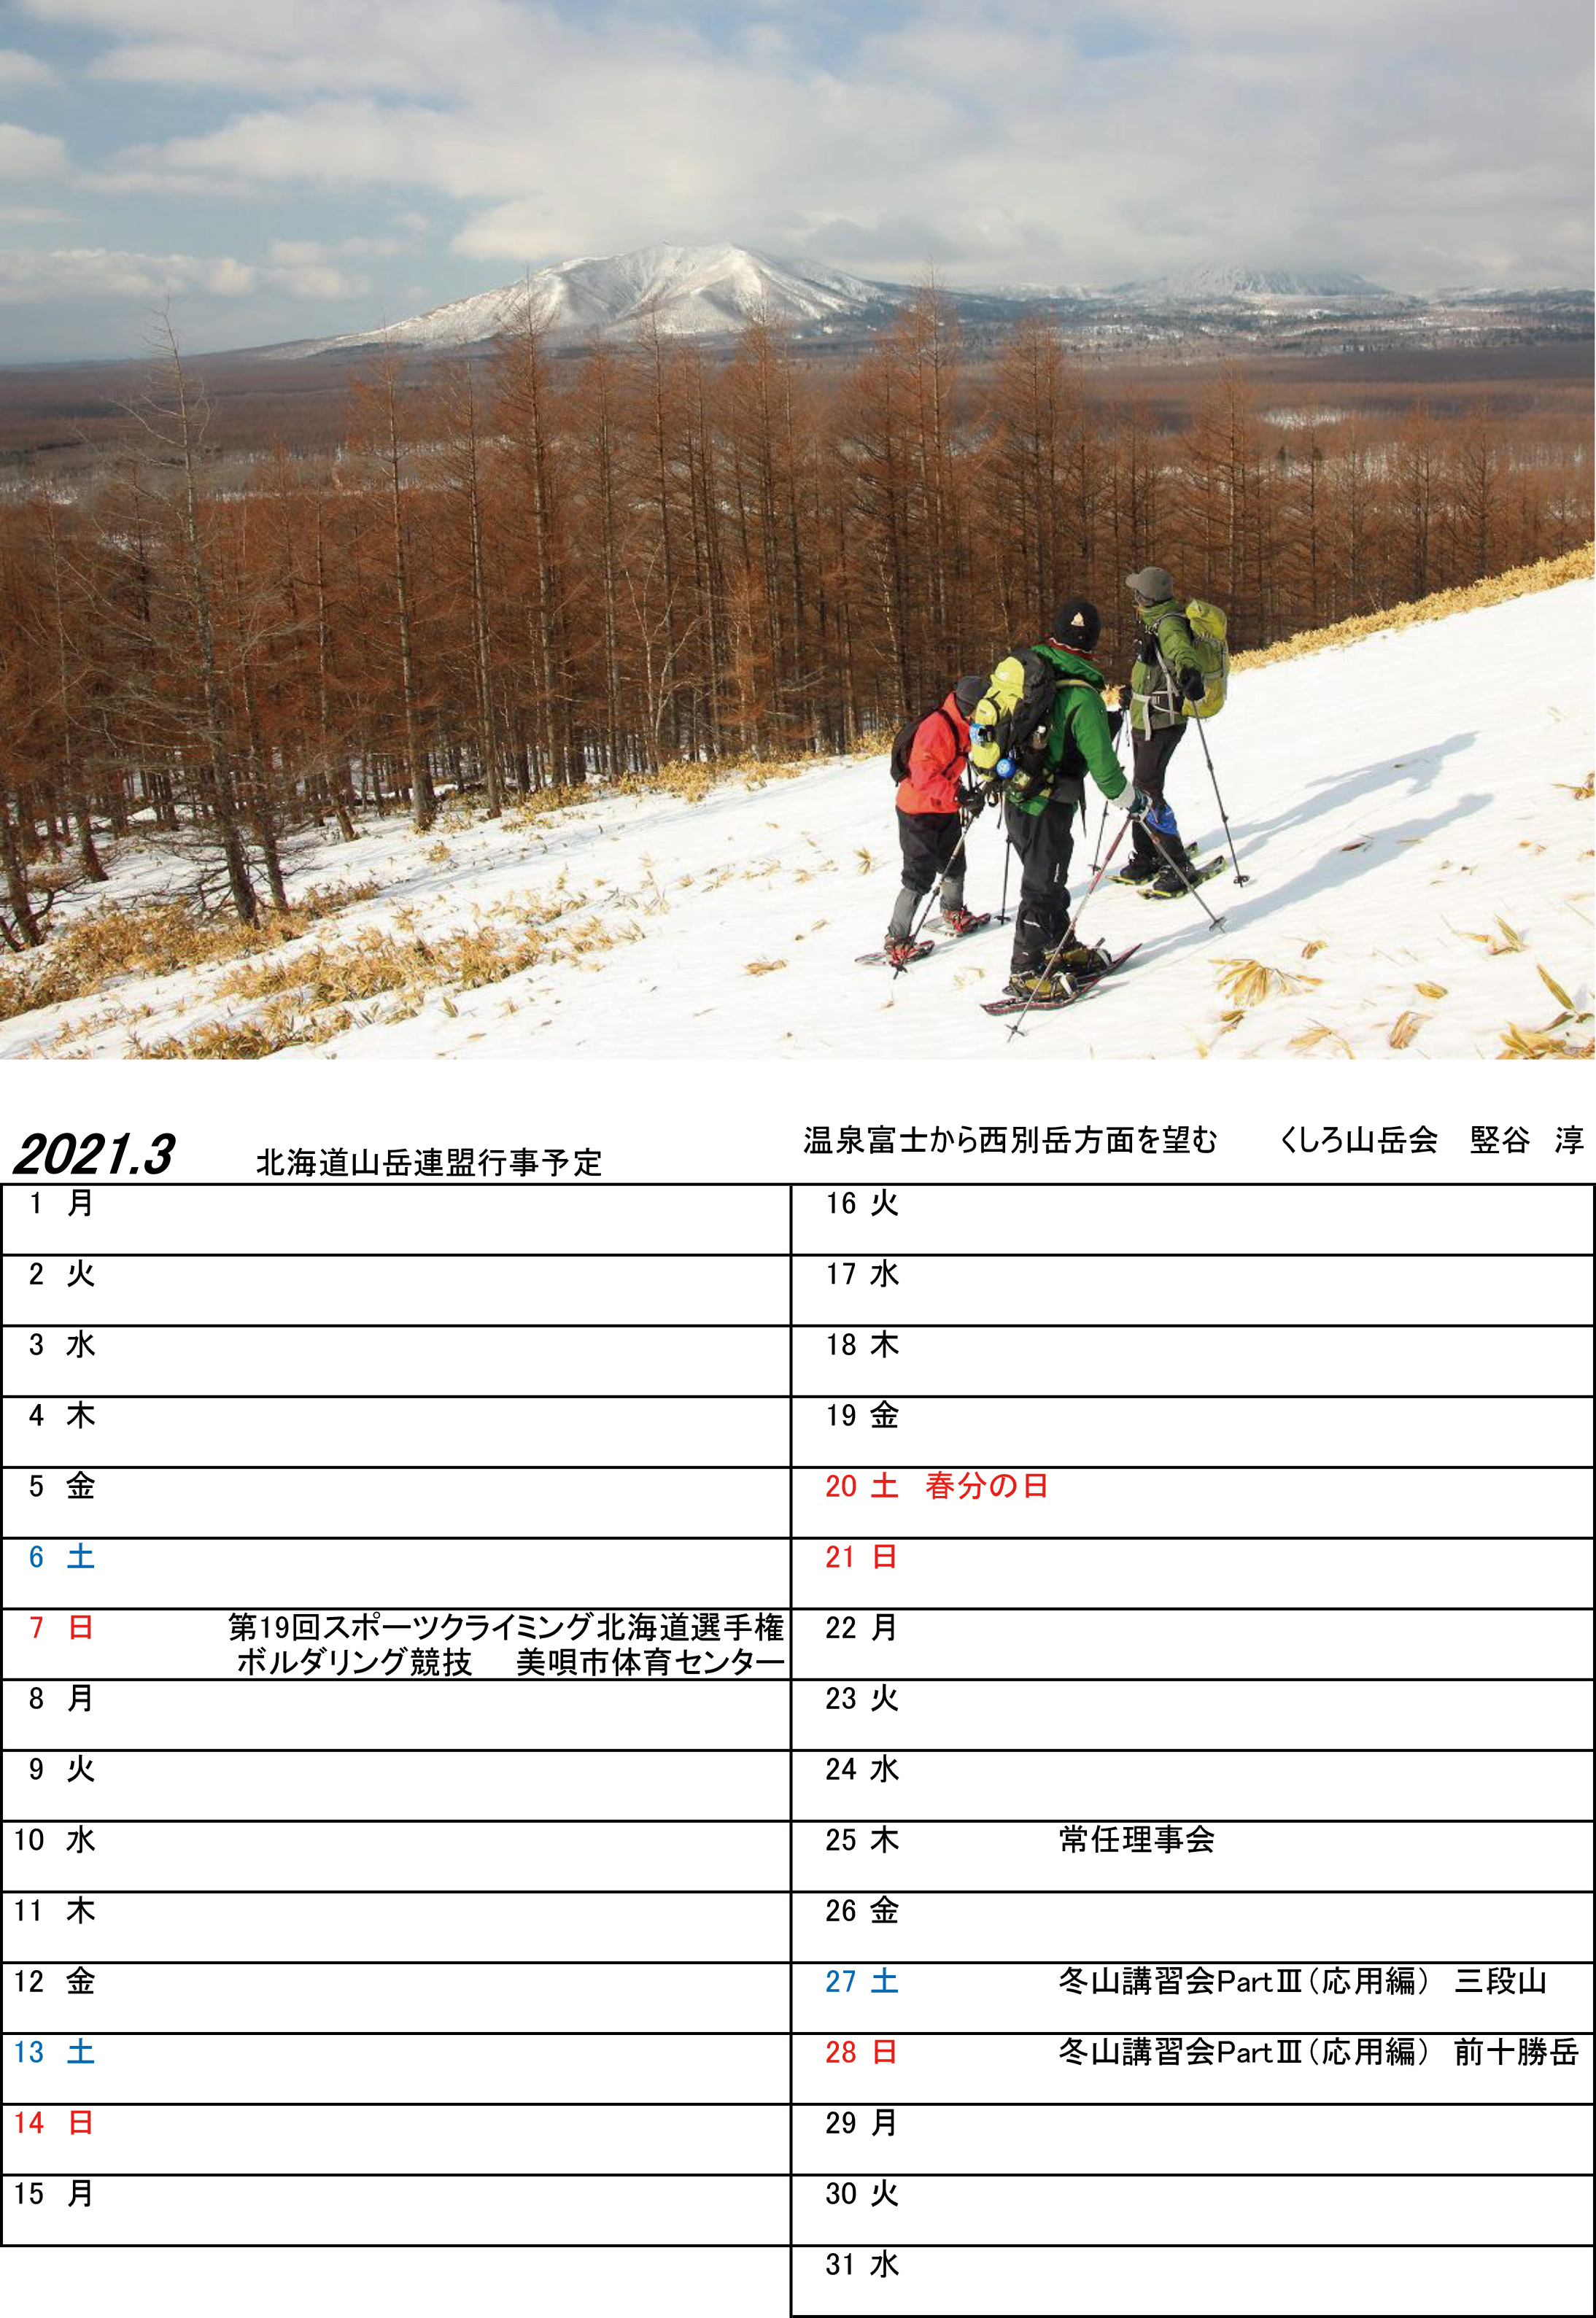 2021.3 北海道山岳連盟行事予定
温泉富士から西別岳方面を望む くしろ山岳会 竪谷 淳
1 月
2 火
3 水
4 木
5 金
6 土
7 日 第19回スポーツクライミング北海道選手権
ボルダリング競技 美唄市体育センター
8 月
9 火
10 水
11 木
12 金
13 土
14 日
15 月
16 火
17 水
18 木
19 金
20 土 春分の日
21 日
22 月
23 火
24 水
25 木 常任理事会
26 金
27 土 冬山講習会PartⅢ（応用編） 三段山
28 日 冬山講習会PartⅢ（応用編） 前十勝岳
29 月
30 火
31 水